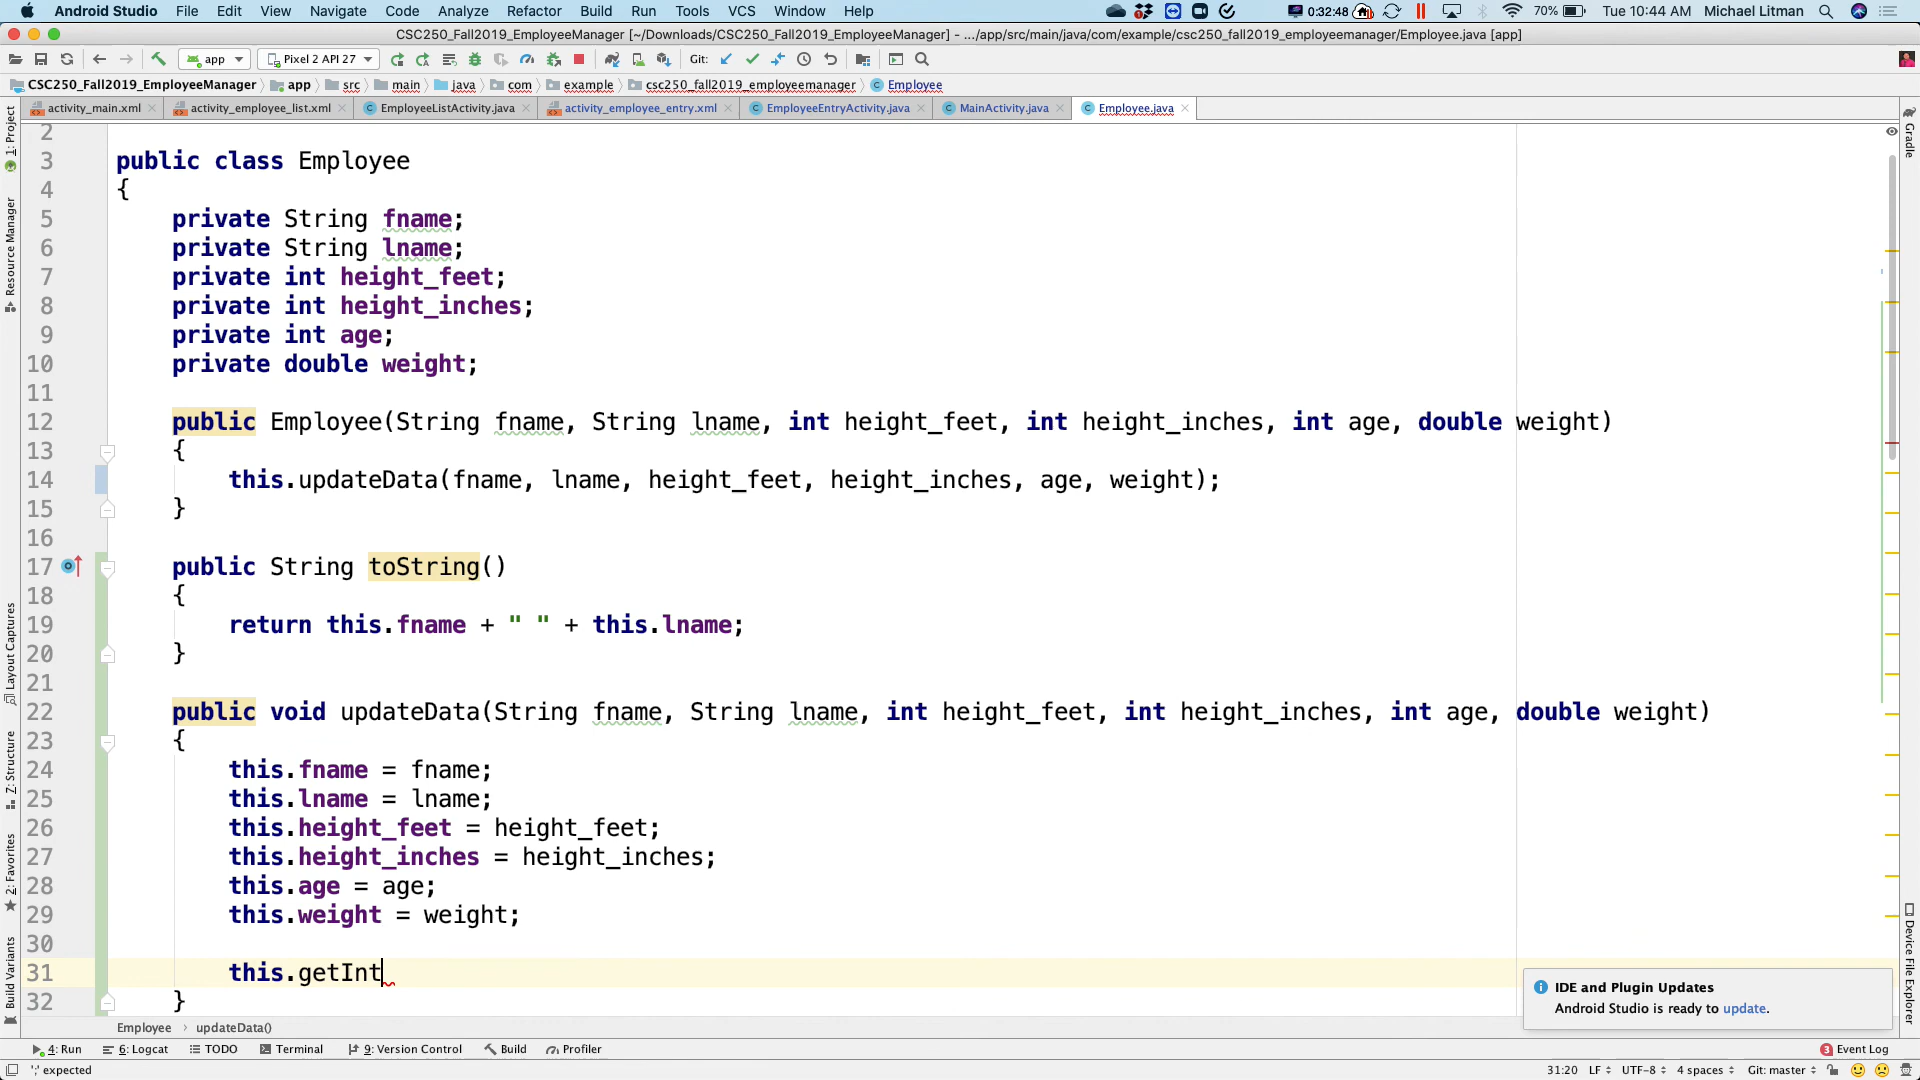 Android Studio File Edit View Navigate Code Analyze Refactor Build Run Tools VCS Window Help 0:32:48 70% Tue 10:44 AM Michael Litman
CSC250_Fall2019_EmployeeManager [~/Downloads/CSC250_Fall2019_EmployeeManager] - .../app/src/main/java/com/example/csc250_fall2019_employeemanager/Employee.java [app]
app Pixel 2 API 27 Git:
CSC250_Fall2019_EmployeeManager app src main java com example csc250_fall2019_employeemanager Employee
activity_main.xml activity_employee_list.xml EmployeeListActivity.java activity_employee_entry.xml EmployeeEntryActivity.java MainActivity.java Employee.java
1: Project
Resource Manager
Layout Captures
Z: Structure
2: Favorites
Build Variants
Gradle
Device File Explorer
2
3 public class Employee
4 {
5 private String fname;
6 private String lname;
7 private int height_feet;
8 private int height_inches;
9 private int age;
10 private double weight;
11
12 public Employee(String fname, String lname, int height_feet, int height_inches, int age, double weight)
13 {
14 this.updateData(fname, lname, height_feet, height_inches, age, weight);
15 }
16
17 public String toString()
18 {
19 return this.fname + " " + this.lname;
20 }
21
22 public void updateData(String fname, String lname, int height_feet, int height_inches, int age, double weight)
23 {
24 this.fname = fname;
25 this.lname = lname;
26 this.height_feet = height_feet;
27 this.height_inches = height_inches;
28 this.age = age;
29 this.weight = weight;
30
31 this.getInt
32 }
IDE and Plugin Updates
Android Studio is ready to update.
Employee › updateData()
4: Run 6: Logcat TODO Terminal 9: Version Control Build Profiler 3 Event Log
';' expected 31:20 LF UTF-8 4 spaces Git: master